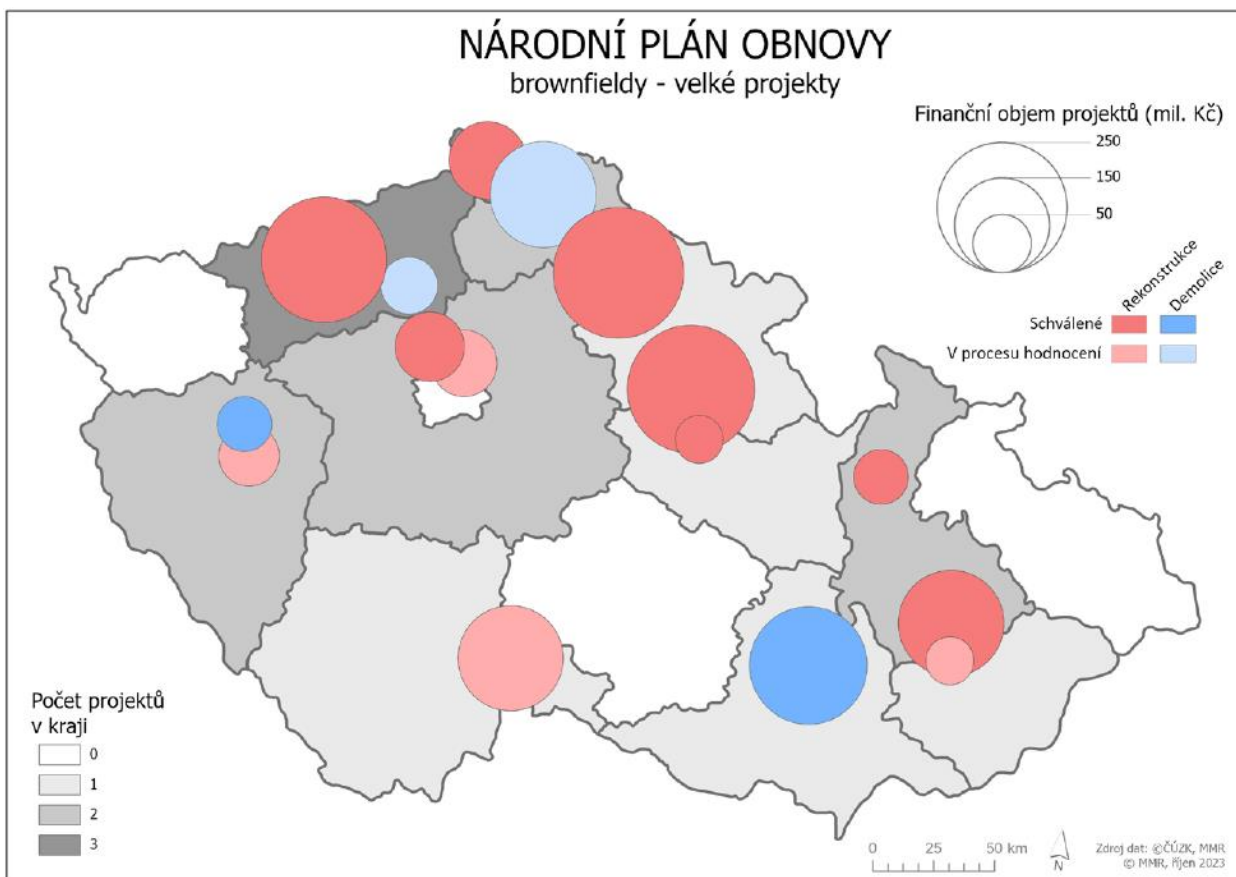 NÁRODNÍ PLÁN OBNOVY
brownfieldy - velké projekty
Finanční objem projektů (mil. Kč)
250
150
50
Rekonstrukce
Demolice
Schválené
V procesu hodnocení
Počet projektů
v kraji
0
1
2
3
0 25 50 km
N
Zdroj dat: ©ČÚZK, MMR
© MMR, říjen 2023